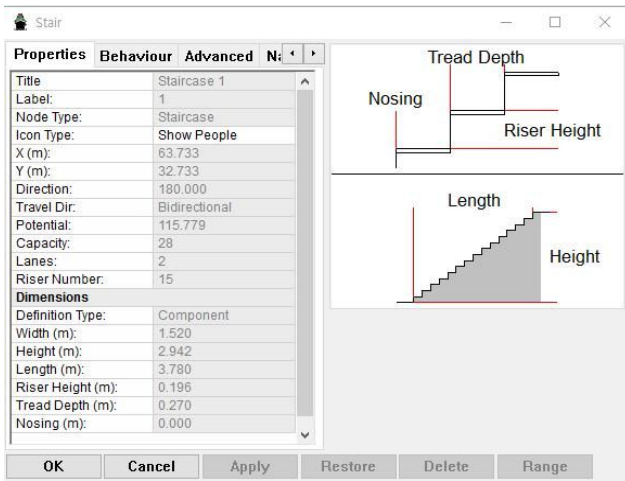 Stair
Properties Behaviour Advanced Na
Title Staircase 1
Label: 1
Node Type: Staircase
Icon Type: Show People
X (m): 63.733
Y (m): 32.733
Direction: 180.000
Travel Dir: Bidirectional
Potential: 115.779
Capacity: 28
Lanes: 2
Riser Number: 15
Dimensions
Definition Type: Component
Width (m): 1.520
Height (m): 2.942
Length (m): 3.780
Riser Height (m): 0.196
Tread Depth (m): 0.270
Nosing (m): 0.000
Tread Depth
Nosing
Riser Height
Length
Height
OK Cancel Apply Restore Delete Range